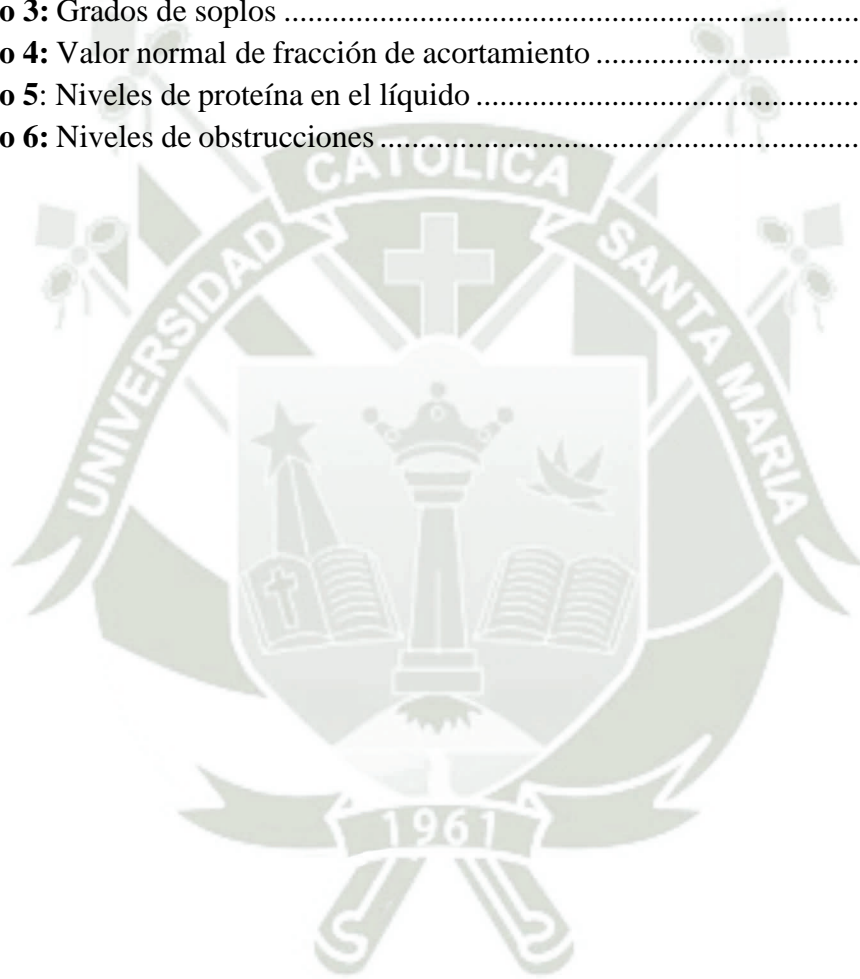 o 3: Grados de soplos ........................................................................................
o 4: Valor normal de fracción de acortamiento ........................................
o 5: Niveles de proteína en el líquido ..........................................................
o 6: Niveles de obstrucciones ........................................................................
UNIVERSIDAD CATOLICA SANTA MARIA
1961